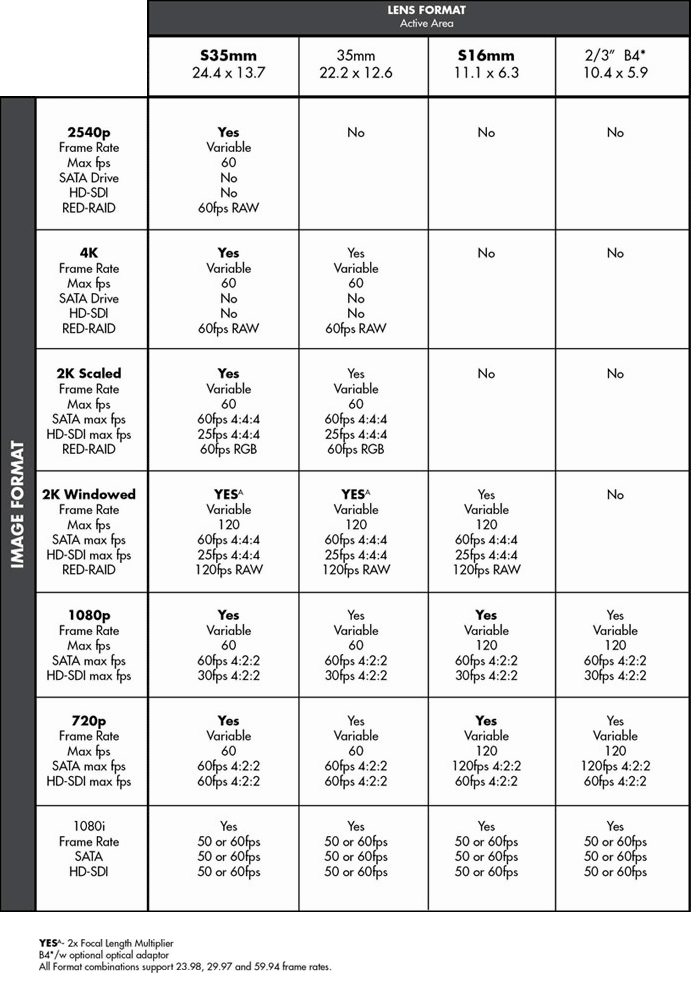 LENS FORMAT
Active Area
S35mm 35mm S16mm 2/3" B4*
24.4 x 13.7 22.2 x 12.6 11.1 x 6.3 10.4 x 5.9
IMAGE FORMAT
2540p Yes No No No
Frame Rate Variable
Max fps 60
SATA Drive No
HD-SDI No
RED-RAID 60fps RAW
4K Yes Yes No No
Frame Rate Variable Variable
Max fps 60 60
SATA Drive No No
HD-SDI No No
RED-RAID 60fps RAW 60fps RAW
2K Scaled Yes Yes No No
Frame Rate Variable Variable
Max fps 60 60
SATA max fps 60fps 4:4:4 60fps 4:4:4
HD-SDI max fps 25fps 4:4:4 25fps 4:4:4
RED-RAID 60fps RGB 60fps RGB
2K Windowed YESᴬ YESᴬ Yes No
Frame Rate Variable Variable Variable
Max fps 120 120 120
SATA max fps 60fps 4:4:4 60fps 4:4:4 60fps 4:4:4
HD-SDI max fps 25fps 4:4:4 25fps 4:4:4 25fps 4:4:4
RED-RAID 120fps RAW 120fps RAW 120fps RAW
1080p Yes Yes Yes Yes
Frame Rate Variable Variable Variable Variable
Max fps 60 60 120 120
SATA max fps 60fps 4:2:2 60fps 4:2:2 60fps 4:2:2 60fps 4:2:2
HD-SDI max fps 30fps 4:2:2 30fps 4:2:2 30fps 4:2:2 30fps 4:2:2
720p Yes Yes Yes Yes
Frame Rate Variable Variable Variable Variable
Max fps 60 60 120 120
SATA max fps 60fps 4:2:2 60fps 4:2:2 120fps 4:2:2 120fps 4:2:2
HD-SDI max fps 60fps 4:2:2 60fps 4:2:2 60fps 4:2:2 60fps 4:2:2
1080i Yes Yes Yes Yes
Frame Rate 50 or 60fps 50 or 60fps 50 or 60fps 50 or 60fps
SATA 50 or 60fps 50 or 60fps 50 or 60fps 50 or 60fps
HD-SDI 50 or 60fps 50 or 60fps 50 or 60fps 50 or 60fps
YESᴬ- 2x Focal Length Multiplier
B4*/w optional optical adaptor
All Format combinations support 23.98, 29.97 and 59.94 frame rates.